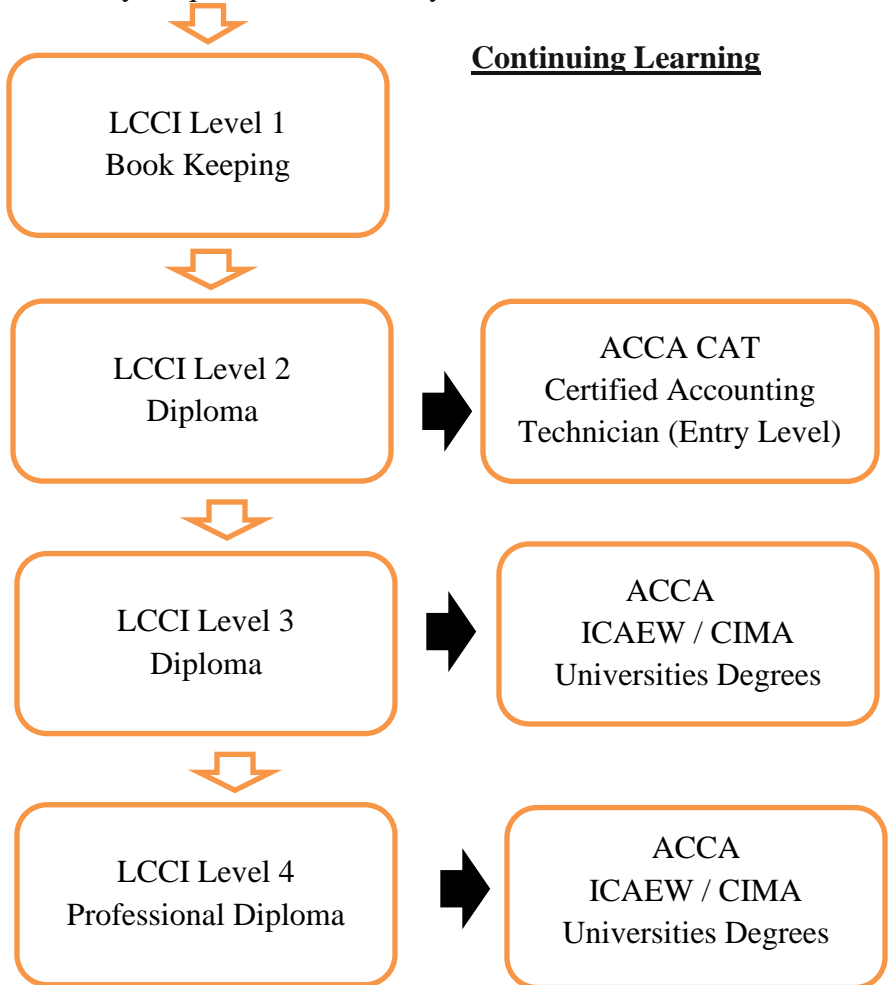 Continuing Learning
LCCI Level 1
Book Keeping
LCCI Level 2
Diploma
ACCA CAT
Certified Accounting
Technician (Entry Level)
LCCI Level 3
Diploma
ACCA
ICAEW / CIMA
Universities Degrees
LCCI Level 4
Professional Diploma
ACCA
ICAEW / CIMA
Universities Degrees